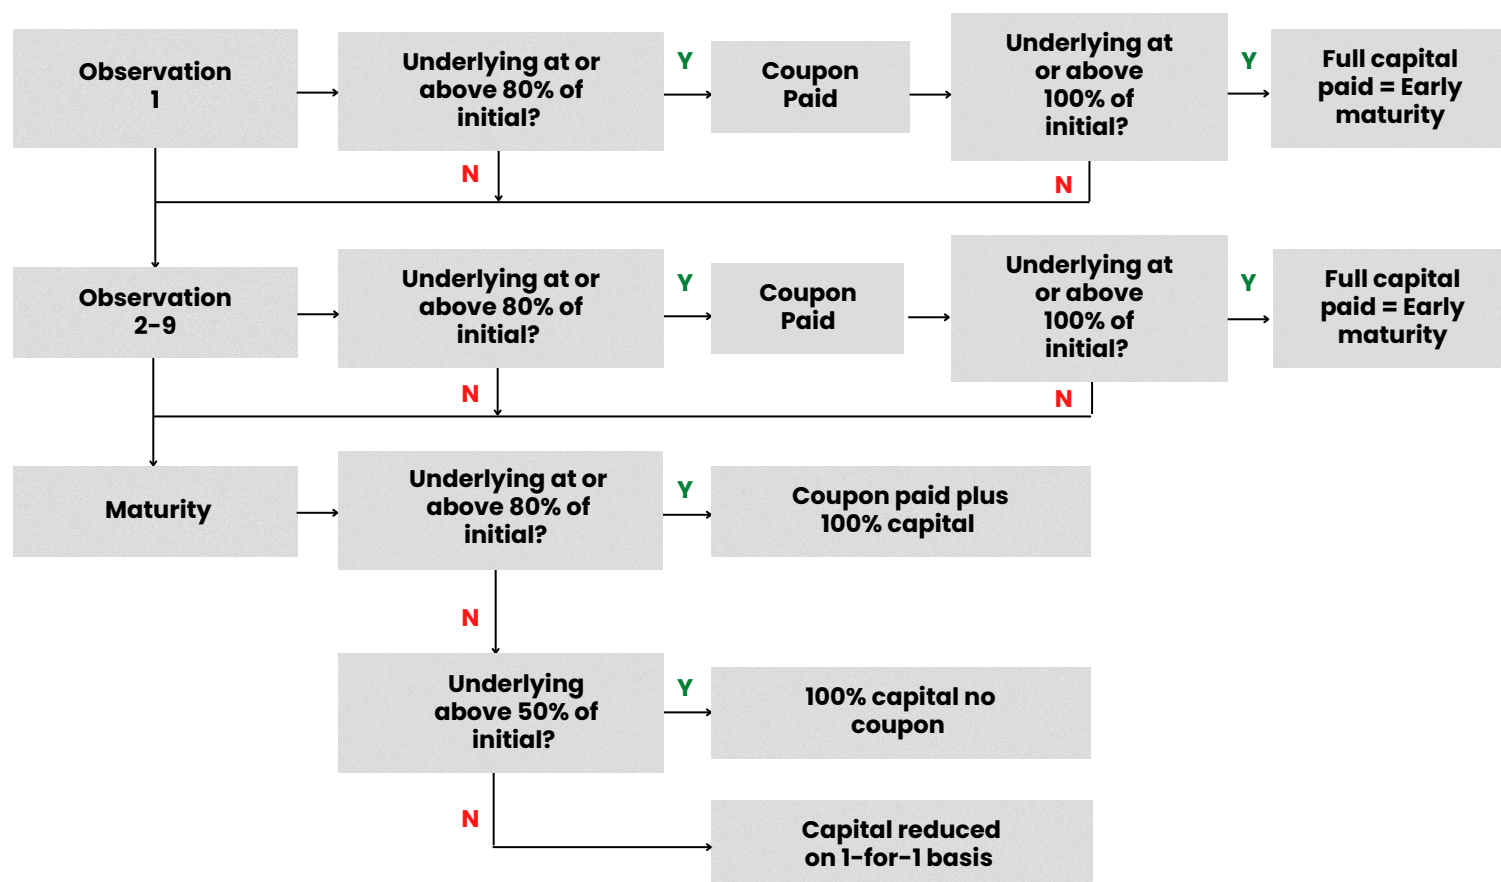 Observation
1
Underlying at or
above 80% of
initial?
Y
Coupon
Paid
Underlying at
or above
100% of
initial?
Y
Full capital
paid = Early
maturity
N
N
Observation
2-9
Underlying at or
above 80% of
initial?
Y
Coupon
Paid
Underlying at
or above
100% of
initial?
Y
Full capital
paid = Early
maturity
N
N
Maturity
Underlying at or
above 80% of
initial?
Y
Coupon paid plus
100% capital
N
Underlying
above 50% of
initial?
Y
100% capital no
coupon
N
Capital reduced
on 1-for-1 basis